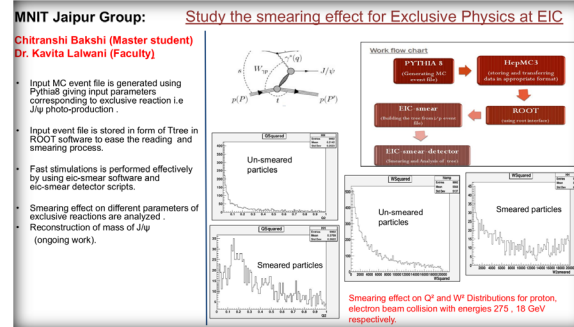 MNIT Jaipur Group:
Study the smearing effect for Exclusive Physics at EIC
Chitranshi Bakshi (Master student)
Dr. Kavita Lalwani (Faculty)
• Input MC event file is generated using
Pythia8 giving input parameters
corresponding to exclusive reaction i.e
J/ψ photo-production .
• Input event file is stored in form of Ttree in
ROOT software to ease the reading and
smearing process.
• Fast stimulations is performed effectively
by using eic-smear software and
eic-smear detector scripts.
• Smearing effect on different parameters of
exclusive reactions are analyzed .
• Reconstruction of mass of J/ψ
(ongoing work).
s
γ*(q)
J/ψ
p(P)
t
p(P')
Work flow chart
PYTHIA 8
(Generating MC
event file)
HepMC3
(storing and transferring
data in appropriate format)
ROOT
(using root interface)
EIC-smear
EIC-smear-detector
QSquared
Un-smeared
particles
QSquared
Smeared particles
WSquared
Un-smeared
particles
WSquared
Smeared particles
Smearing effect on Q² and W² Distributions for proton,
electron beam collision with energies 275 , 18 GeV
respectively.